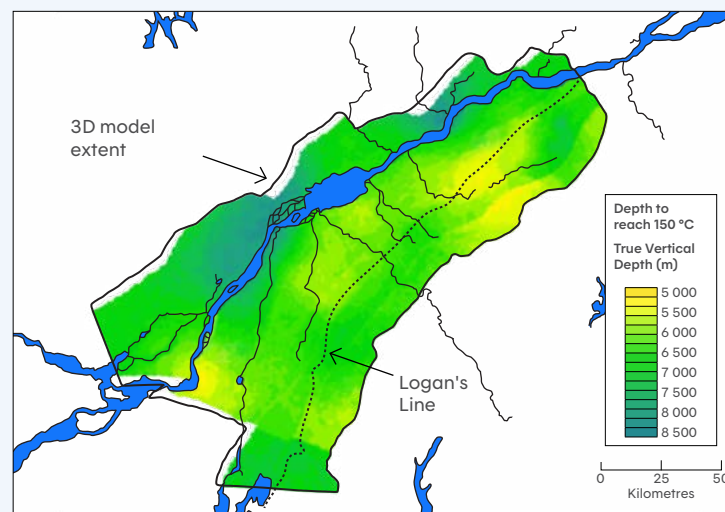 3D model
extent
Depth to
reach 150 ºC
True Vertical
Depth (m)
5 000
5 500
6 000
6 500
7 000
7 500
8 000
8 500
Logan's
Line
0 25 50
Kilometres